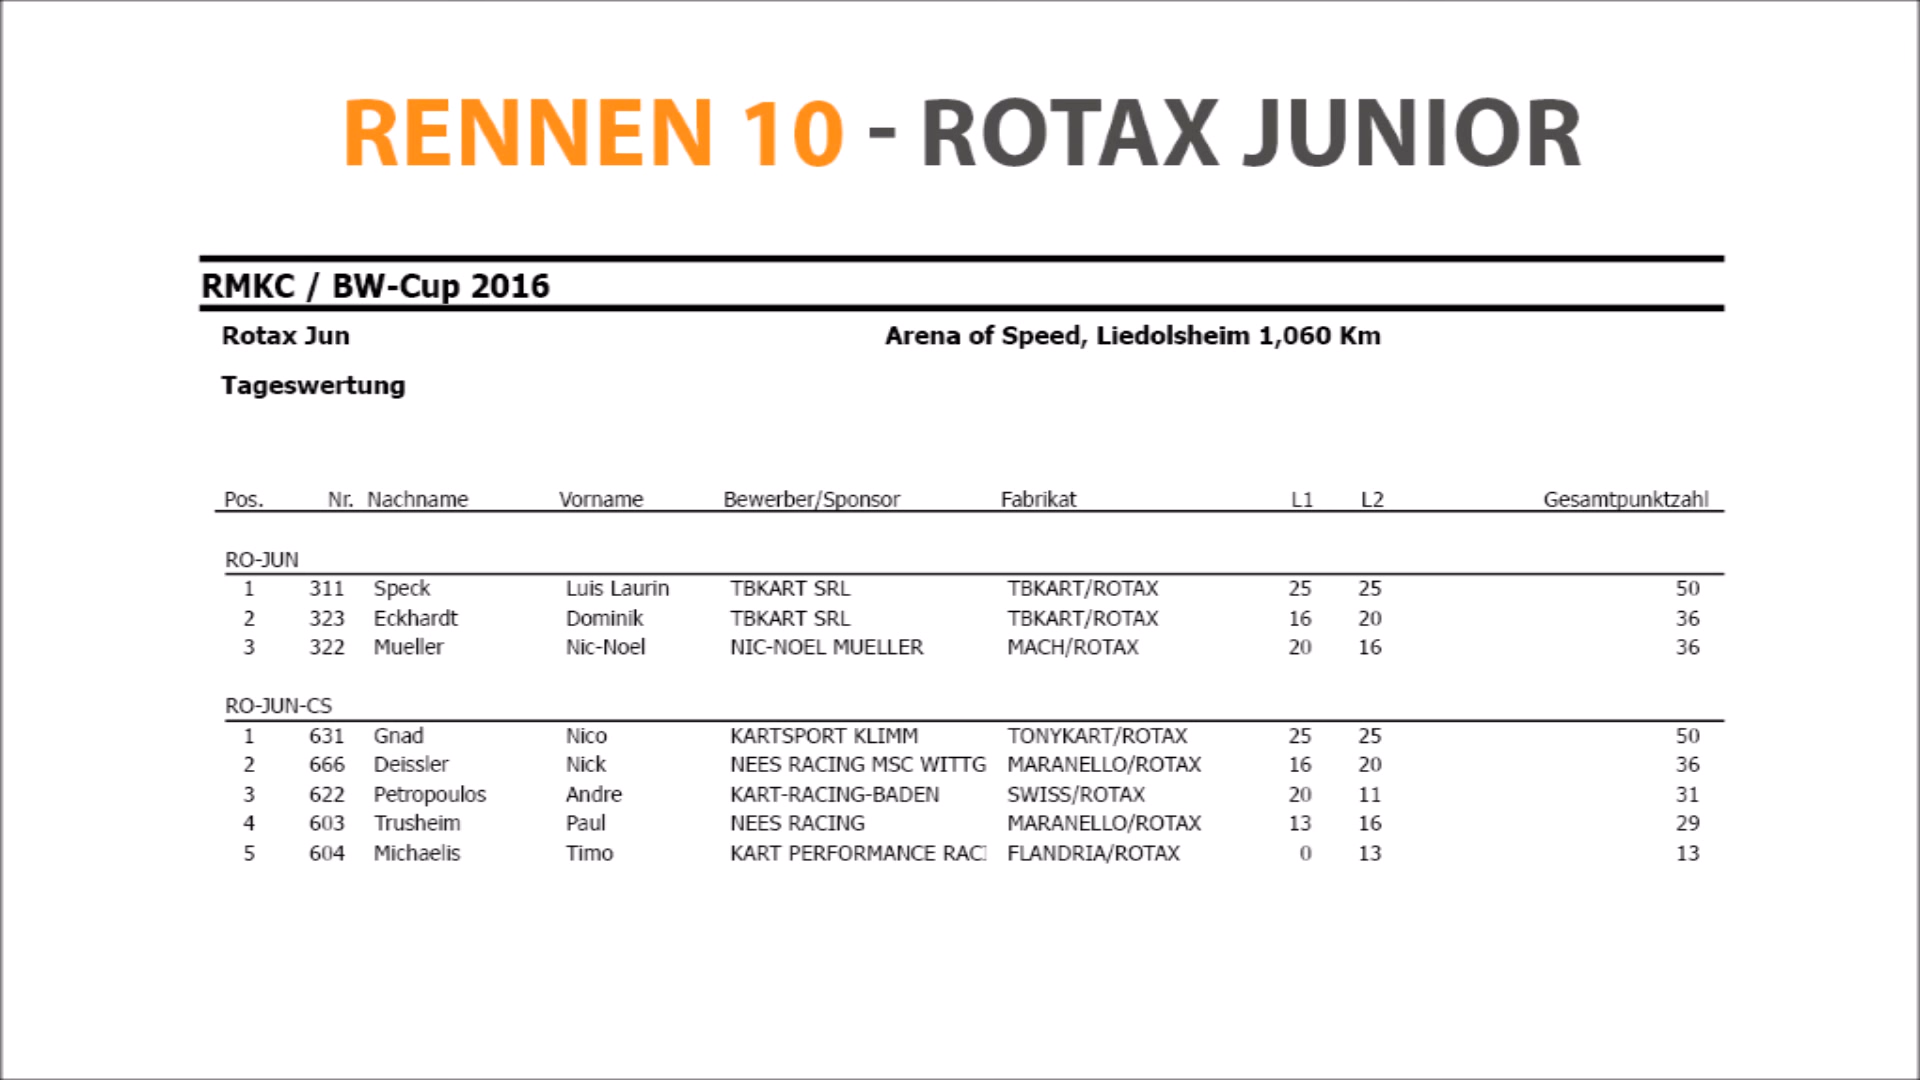 RENNEN 10 - ROTAX JUNIOR
RMKC / BW-Cup 2016
Rotax Jun Arena of Speed, Liedolsheim 1,060 Km
Tageswertung
Pos. Nr. Nachname Vorname Bewerber/Sponsor Fabrikat L1 L2 Gesamtpunktzahl
RO-JUN
1 311 Speck Luis Laurin TBKART SRL TBKART/ROTAX 25 25 50
2 323 Eckhardt Dominik TBKART SRL TBKART/ROTAX 16 20 36
3 322 Mueller Nic-Noel NIC-NOEL MUELLER MACH/ROTAX 20 16 36
RO-JUN-CS
1 631 Gnad Nico KARTSPORT KLIMM TONYKART/ROTAX 25 25 50
2 666 Deissler Nick NEES RACING MSC WITTG MARANELLO/ROTAX 16 20 36
3 622 Petropoulos Andre KART-RACING-BADEN SWISS/ROTAX 20 11 31
4 603 Trusheim Paul NEES RACING MARANELLO/ROTAX 13 16 29
5 604 Michaelis Timo KART PERFORMANCE RACI FLANDRIA/ROTAX 0 13 13